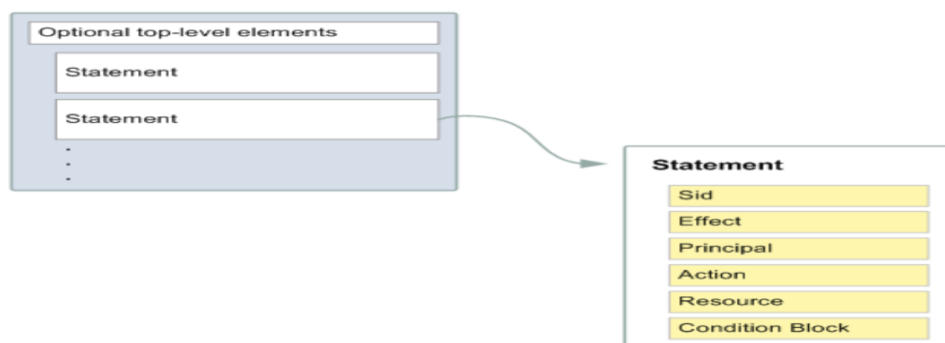 Optional top-level elements
Statement
Statement
.
.
.
Statement
Sid
Effect
Principal
Action
Resource
Condition Block